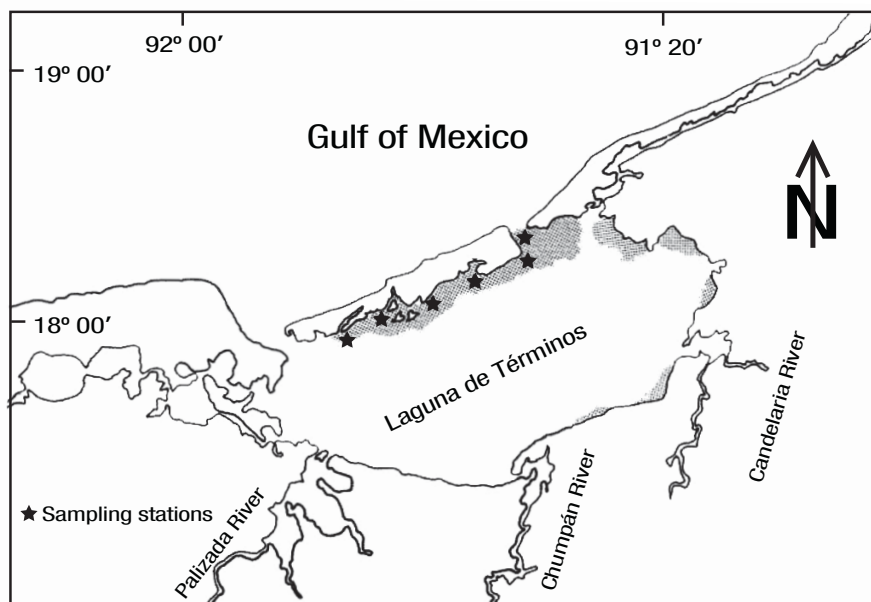 92º 00′
91º 20′
19º 00′
Gulf of Mexico
N
18º 00′
Laguna de Términos
Candelaria River
Sampling stations
Palizada River
Chumpán River